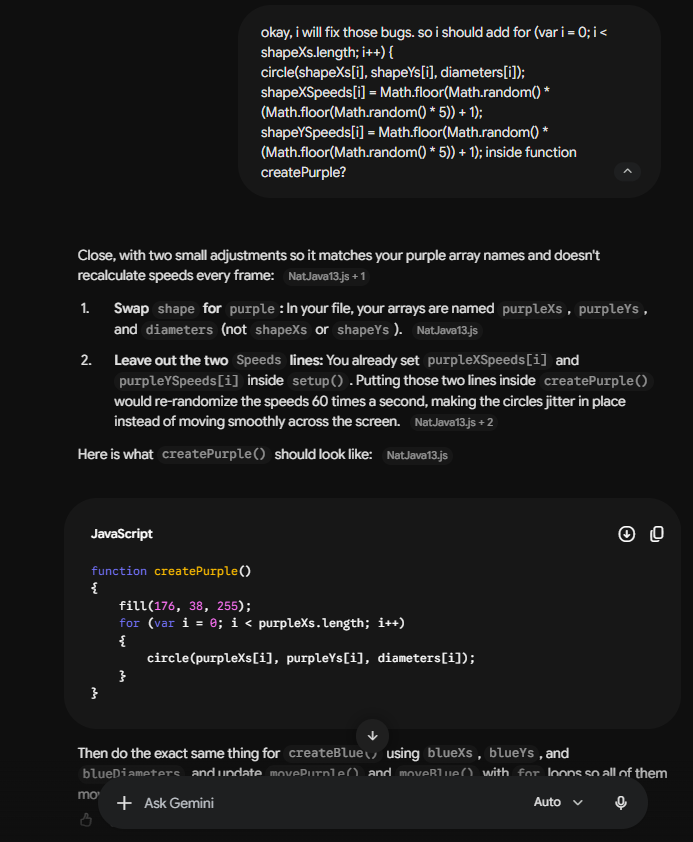 okay, i will fix those bugs. so i should add for (var i = 0; i <
shapeXs.length; i++) {
circle(shapeXs[i], shapeYs[i], diameters[i]);
shapeXSpeeds[i] = Math.floor(Math.random() *
(Math.floor(Math.random() * 5)) + 1);
shapeYSpeeds[i] = Math.floor(Math.random() *
(Math.floor(Math.random() * 5)) + 1); inside function
createPurple?
Close, with two small adjustments so it matches your purple array names and doesn't
recalculate speeds every frame: NatJava13.js + 1
1. Swap shape for purple : In your file, your arrays are named purpleXs , purpleYs ,
and diameters (not shapeXs or shapeYs ). NatJava13.js
2. Leave out the two Speeds lines: You already set purpleXSpeeds[i] and
purpleYSpeeds[i] inside setup() . Putting those two lines inside createPurple()
would re-randomize the speeds 60 times a second, making the circles jitter in place
instead of moving smoothly across the screen. NatJava13.js + 2
Here is what createPurple() should look like: NatJava13.js
JavaScript
function createPurple()
{
fill(176, 38, 255);
for (var i = 0; i < purpleXs.length; i++)
{
circle(purpleXs[i], purpleYs[i], diameters[i]);
}
}
Then do the exact same thing for createBlue() using blueXs , blueYs , and
blueDiameters and update movePurple() and moveBlue() with for loops so all of them
Ask Gemini
Auto